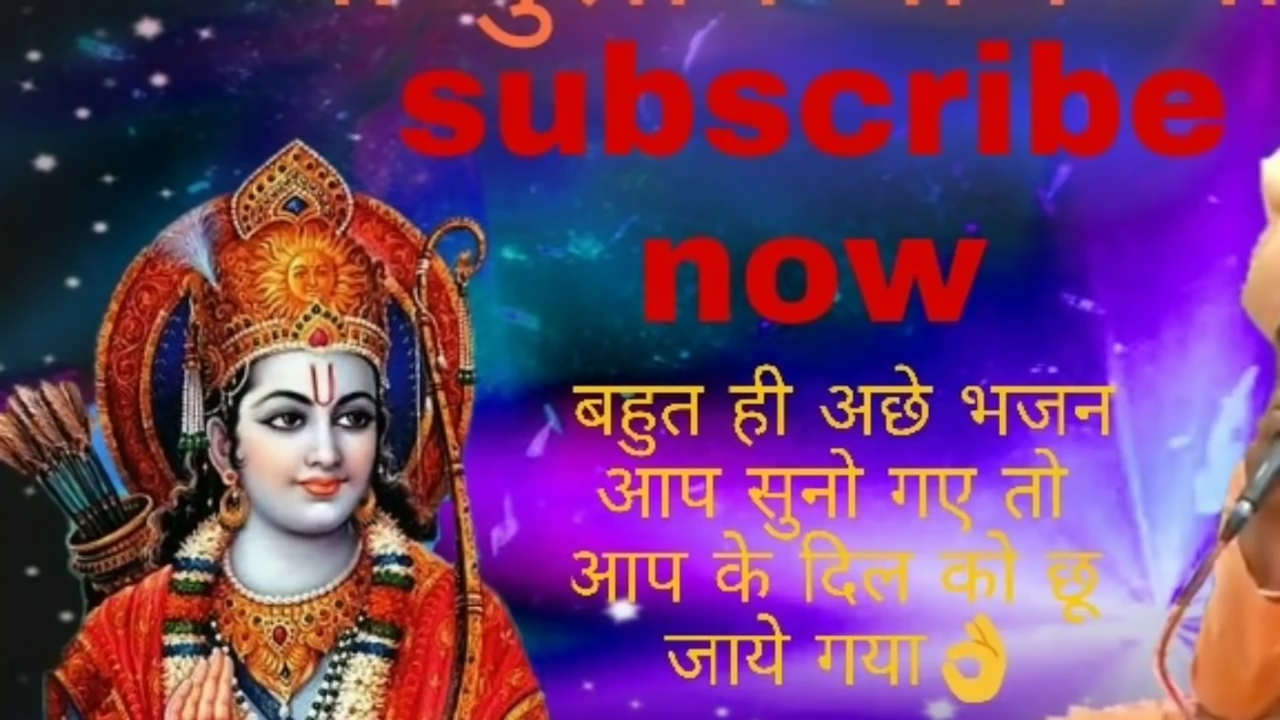 subscribe
now
बहुत ही अछे भजन
आप सुनो गए तो
आप के दिल को छू
जाये गया👌